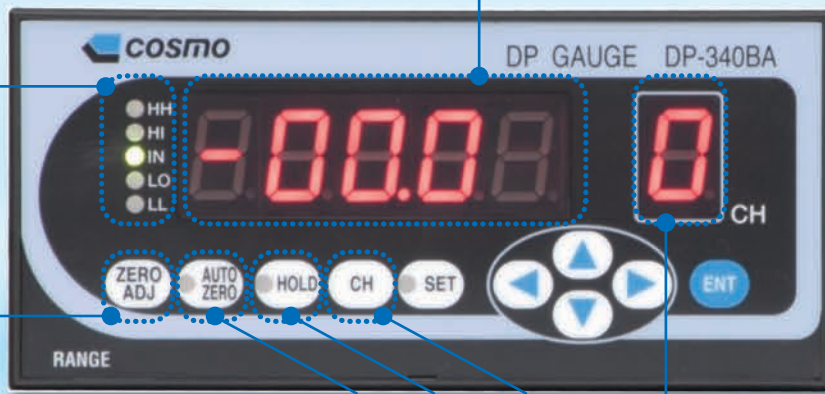 COSMO
DP GAUGE DP-340BA
HH
HI
IN
LO
LL
-00.0
0
CH
ZERO
ADJ
AUTO
ZERO
HOLD
CH
SET
ENT
RANGE